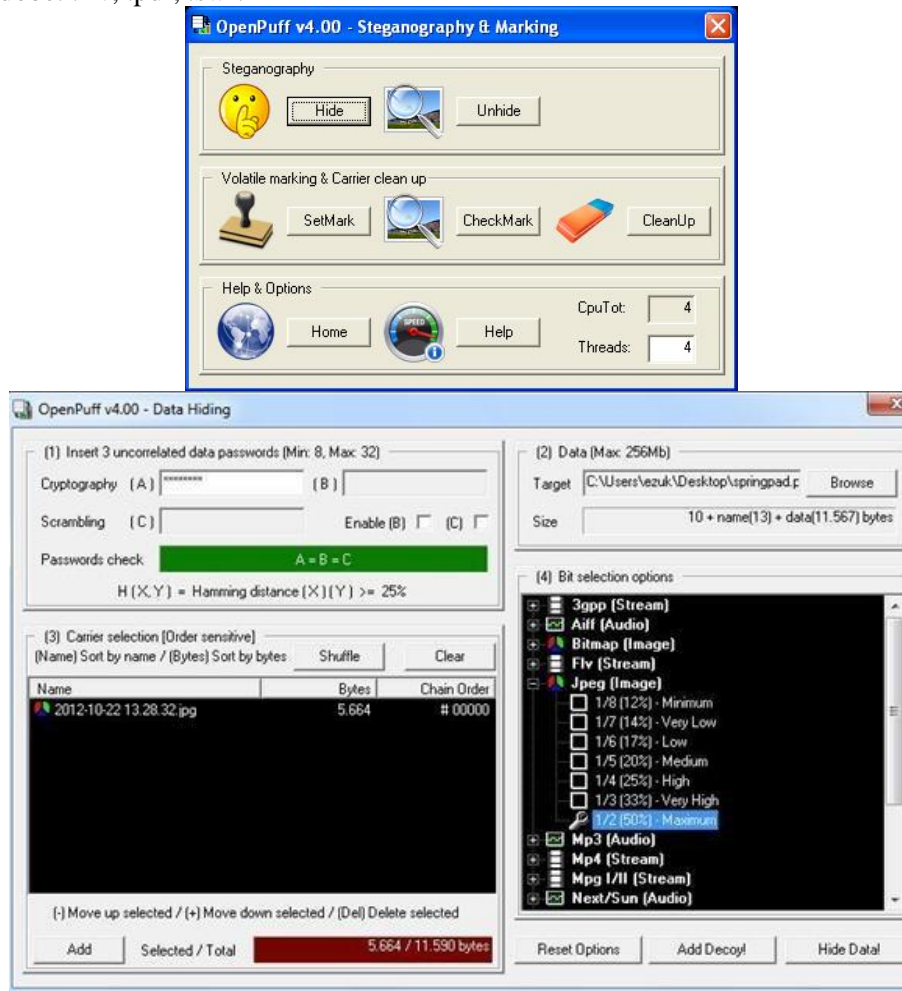 OpenPuff v4.00 - Steganography & Marking
Steganography
Hide
Unhide
Volatile marking & Carrier clean up
SetMark
CheckMark
CleanUp
Help & Options
SPEED
Home
Help
CpuTot: 4
Threads: 4
OpenPuff v4.00 - Data Hiding
(1) Insert 3 uncorrelated data passwords (Min: 8, Max: 32)
Cryptography (A) ******** (B)
Scrambling (C) Enable (B) (C)
Passwords check A = B = C
H (X,Y) = Hamming distance (X)(Y) >= 25%
(2) Data (Max: 256Mb)
Target C:\Users\ezuk\Desktop\springpad.p Browse
Size 10 + name(13) + data(11.567) bytes
(3) Carrier selection [Order sensitive]
(Name) Sort by name / (Bytes) Sort by bytes Shuffle Clear
Name Bytes Chain Order
2012-10-22 13.28.32.jpg 5.664 # 00000
(-) Move up selected / (+) Move down selected / (Del) Delete selected
Add Selected / Total 5.664 / 11.590 bytes
(4) Bit selection options
3gpp (Stream)
Aiff (Audio)
Bitmap (Image)
Flv (Stream)
Jpeg (Image)
1/8 (12%) - Minimum
1/7 (14%) - Very Low
1/6 (17%) - Low
1/5 (20%) - Medium
1/4 (25%) - High
1/3 (33%) - Very High
1/2 (50%) - Maximum
Mp3 (Audio)
Mp4 (Stream)
Mpg I/II (Stream)
Next/Sun (Audio)
Reset Options Add Decoy! Hide Data!